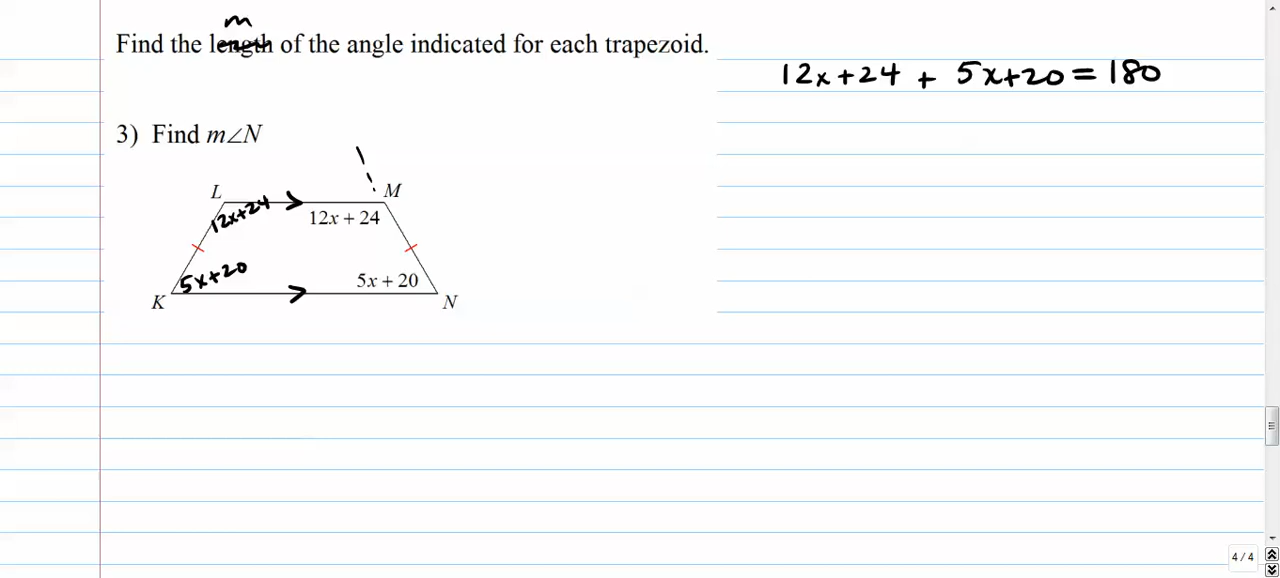 m
Find the length of the angle indicated for each trapezoid.
12x+24 + 5x+20 = 180
3) Find m∠N
L
M
12x+24
12x + 24
5x+20
5x + 20
K
N
4 / 4